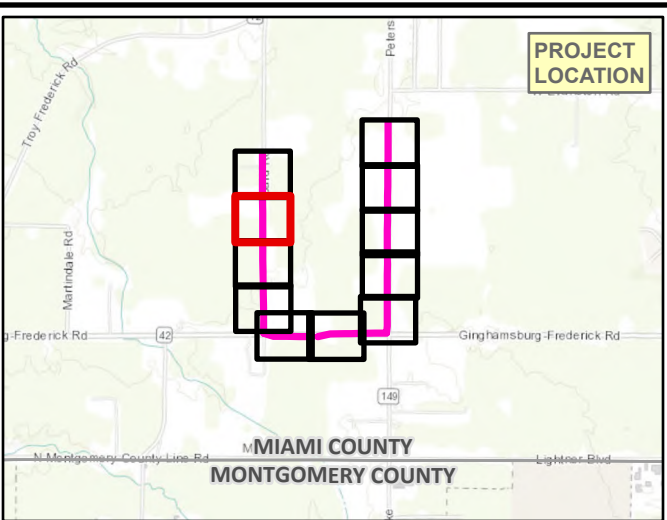 PROJECT
LOCATION
Troy Frederick Rd
Peters
Martindale Rd
g-Frederick Rd
42
Ginghamsburg-Frederick Rd
149
MIAMI COUNTY
N Montgomery County Line Rd
Lightner Blvd
MONTGOMERY COUNTY